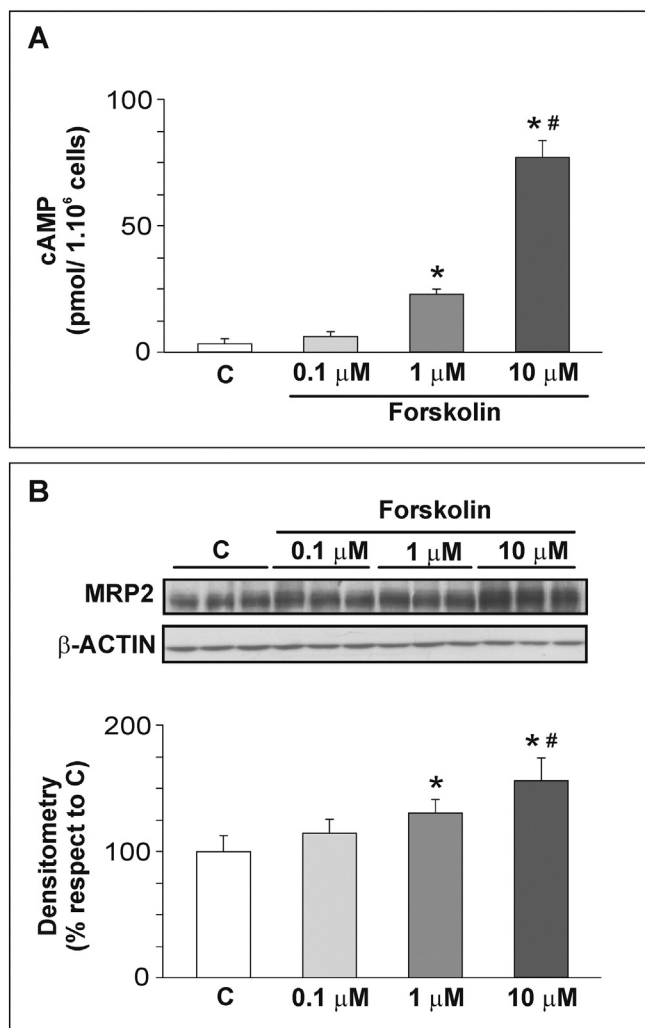 A
cAMP
(pmol/ 1.10⁶ cells)
100
50
0
*
* #
C
0.1 μM
1 μM
10 μM
Forskolin
B
Forskolin
C
0.1 μM
1 μM
10 μM
MRP2
β-ACTIN
Densitometry
(% respect to C)
200
100
0
*
* #
C
0.1 μM
1 μM
10 μM